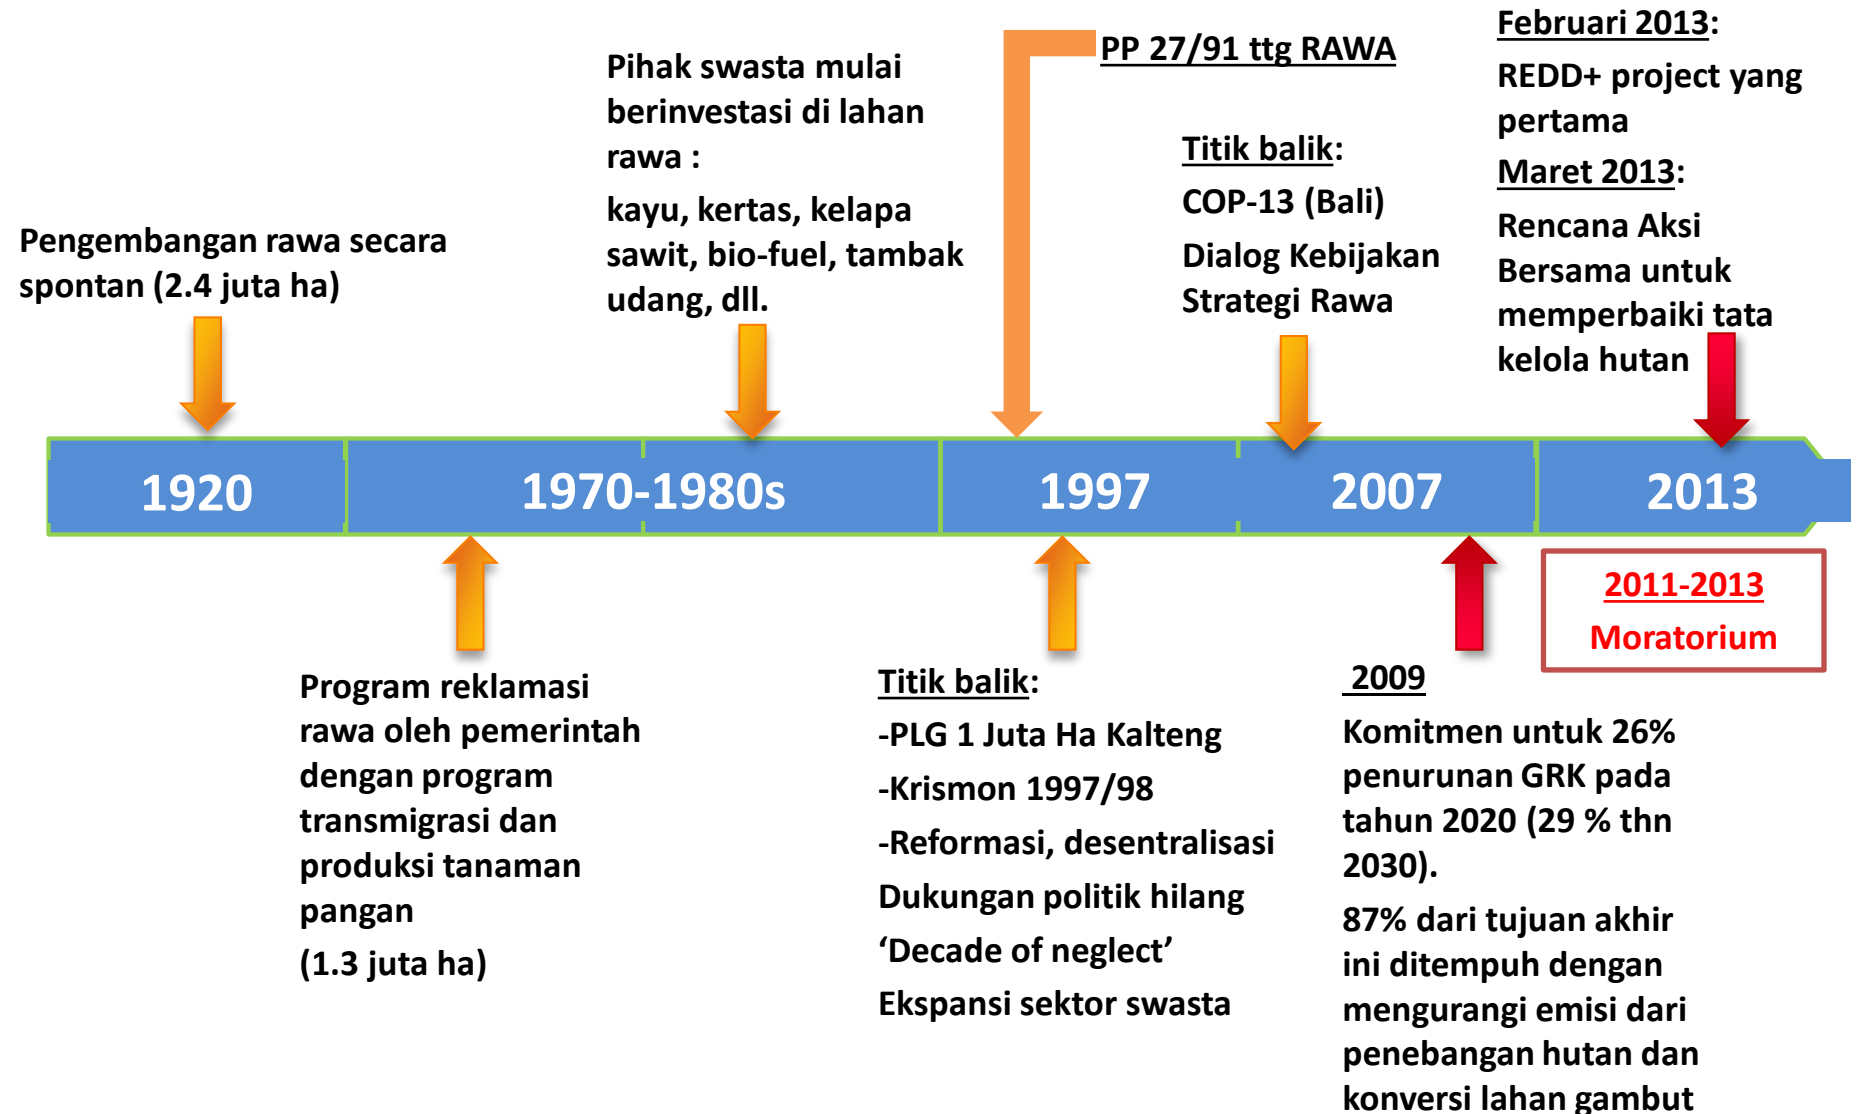 Pengembangan rawa secara
spontan (2.4 juta ha)
Pihak swasta mulai
berinvestasi di lahan
rawa :
kayu, kertas, kelapa
sawit, bio-fuel, tambak
udang, dll.
PP 27/91 ttg RAWA
Titik balik:
COP-13 (Bali)
Dialog Kebijakan
Strategi Rawa
Februari 2013:
REDD+ project yang
pertama
Maret 2013:
Rencana Aksi
Bersama untuk
memperbaiki tata
kelola hutan
1920
1970-1980s
1997
2007
2013
Program reklamasi
rawa oleh pemerintah
dengan program
transmigrasi dan
produksi tanaman
pangan
(1.3 juta ha)
Titik balik:
-PLG 1 Juta Ha Kalteng
-Krismon 1997/98
-Reformasi, desentralisasi
Dukungan politik hilang
‘Decade of neglect’
Ekspansi sektor swasta
2009
Komitmen untuk 26%
penurunan GRK pada
tahun 2020 (29 % thn
2030).
87% dari tujuan akhir
ini ditempuh dengan
mengurangi emisi dari
penebangan hutan dan
konversi lahan gambut
2011-2013
Moratorium